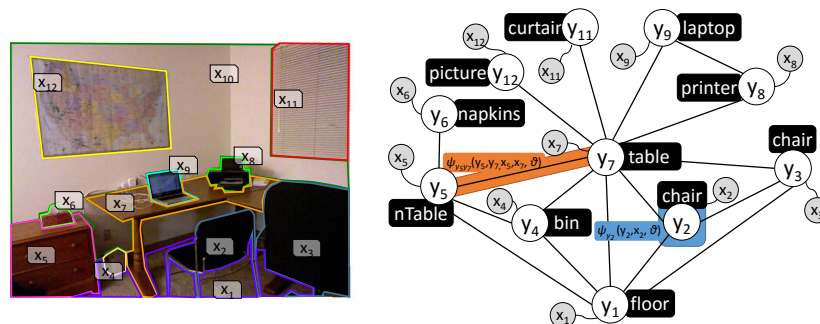 x12
x10
x11
x9
x8
x7
x6
x5
x4
x2
x3
x1
curtain
y11
y9
laptop
x12
x11
x9
x8
picture
y12
y8
printer
x6
y6
napkins
x7
chair
x5
ψy5y7(y5,y7,x5,x7, ϑ)
y7
table
y3
y5
chair
x2
x3
nTable
x4
y4
bin
ψy2(y2,x2, ϑ)
y2
y1
floor
x1